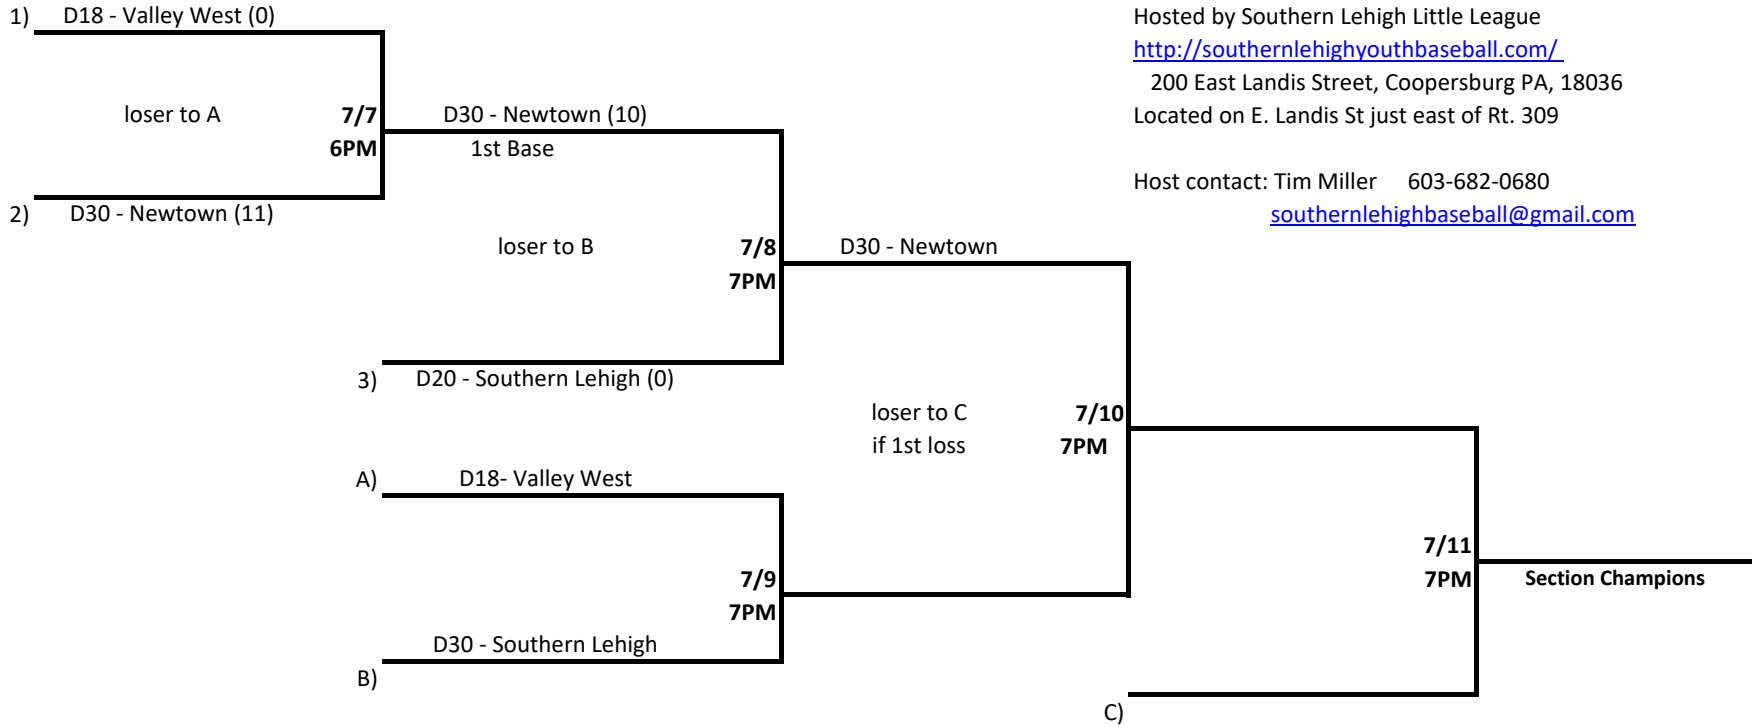 1) D18 - Valley West (0)
Hosted by Southern Lehigh Little League
http://southernlehighyouthbaseball.com/
200 East Landis Street, Coopersburg PA, 18036
loser to A 7/7 D30 - Newtown (10)
Located on E. Landis St just east of Rt. 309
6PM 1st Base
Host contact: Tim Miller 603-682-0680
2) D30 - Newtown (11)
southernlehighbaseball@gmail.com
loser to B 7/8 D30 - Newtown
7PM
3) D20 - Southern Lehigh (0)
loser to C 7/10
if 1st loss 7PM
A) D18- Valley West
7/11
7/9
7PM Section Champions
7PM
D30 - Southern Lehigh
B)
C)